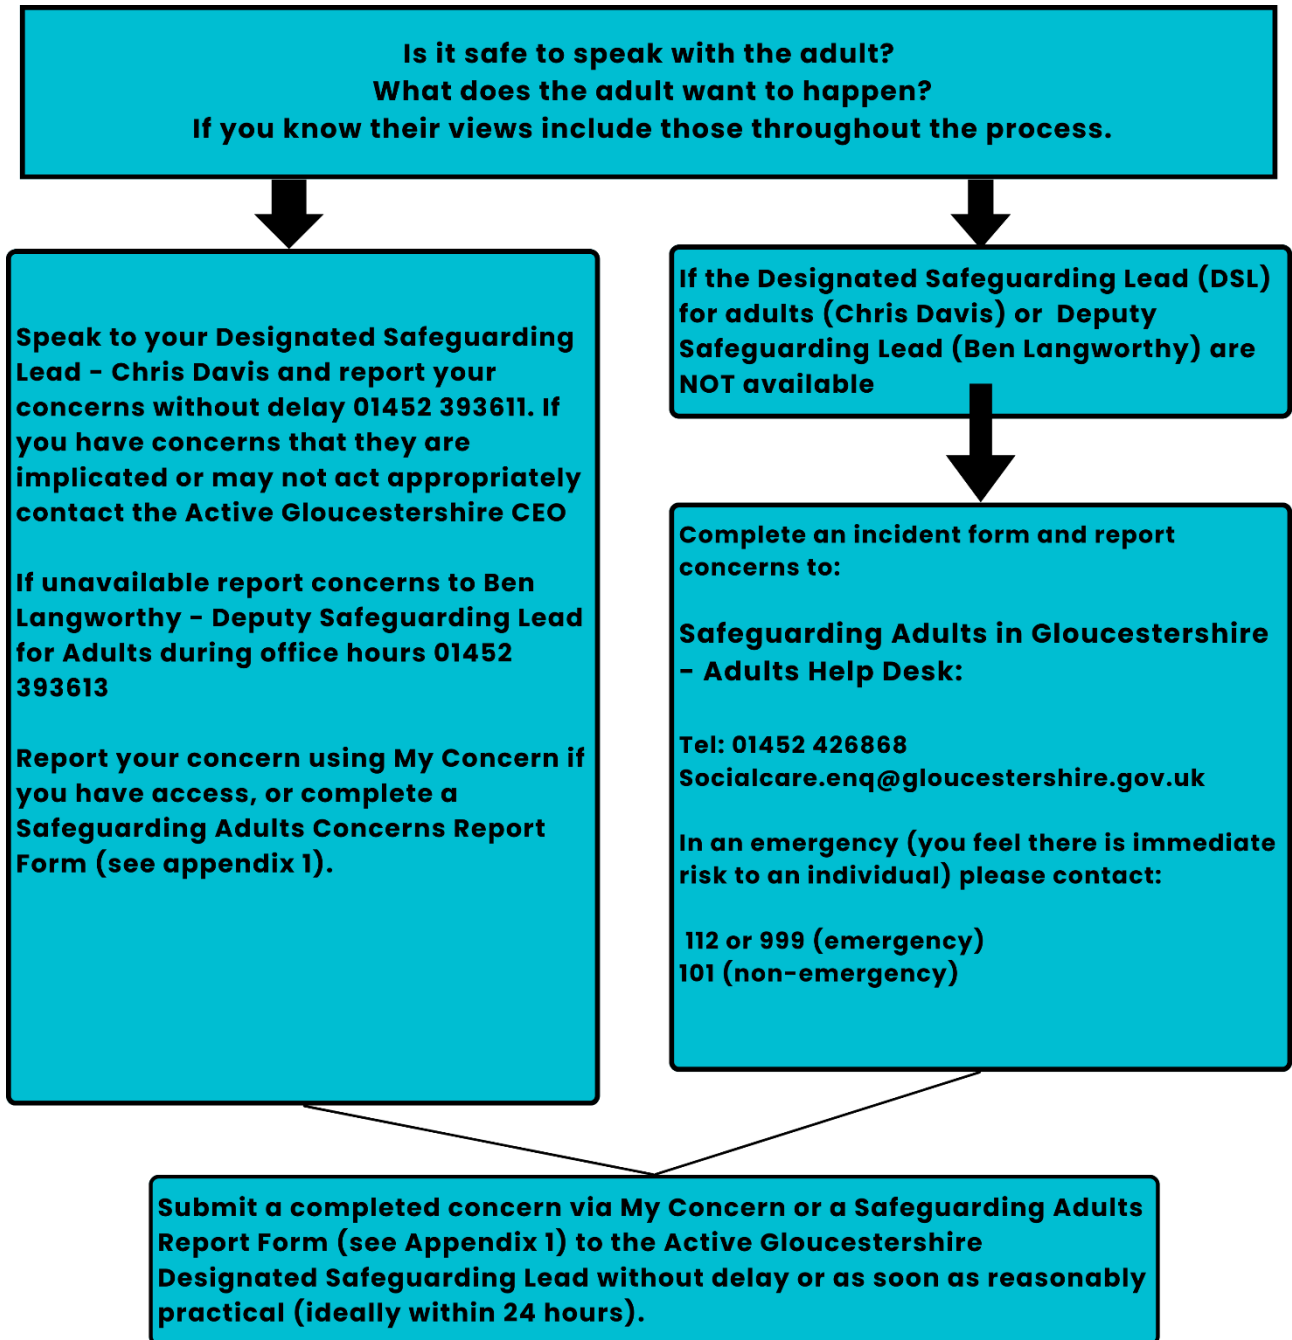 Is it safe to speak with the adult?
What does the adult want to happen?
If you know their views include those throughout the process.
Speak to your Designated Safeguarding
Lead - Chris Davis and report your
concerns without delay 01452 393611. If
you have concerns that they are
implicated or may not act appropriately
contact the Active Gloucestershire CEO
If unavailable report concerns to Ben
Langworthy - Deputy Safeguarding Lead
for Adults during office hours 01452
393613
Report your concern using My Concern if
you have access, or complete a
Safeguarding Adults Concerns Report
Form (see appendix 1).
If the Designated Safeguarding Lead (DSL)
for adults (Chris Davis) or Deputy
Safeguarding Lead (Ben Langworthy) are
NOT available
Complete an incident form and report
concerns to:
Safeguarding Adults in Gloucestershire
- Adults Help Desk:
Tel: 01452 426868
Socialcare.enq@gloucestershire.gov.uk
In an emergency (you feel there is immediate
risk to an individual) please contact:
112 or 999 (emergency)
101 (non-emergency)
Submit a completed concern via My Concern or a Safeguarding Adults
Report Form (see Appendix 1) to the Active Gloucestershire
Designated Safeguarding Lead without delay or as soon as reasonably
practical (ideally within 24 hours).